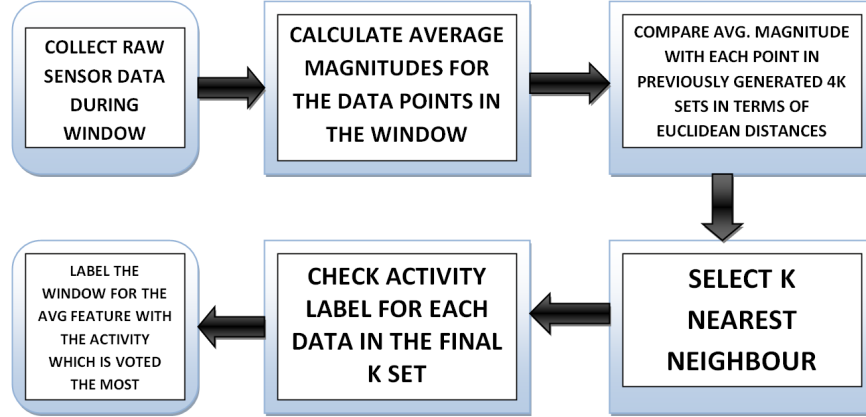 COLLECT RAW
SENSOR DATA
DURING
WINDOW
CALCULATE AVERAGE
MAGNITUDES FOR
THE DATA POINTS IN
THE WINDOW
COMPARE AVG. MAGNITUDE
WITH EACH POINT IN
PREVIOUSLY GENERATED 4K
SETS IN TERMS OF
EUCLIDEAN DISTANCES
SELECT K
NEAREST
NEIGHBOUR
CHECK ACTIVITY
LABEL FOR EACH
DATA IN THE FINAL
K SET
LABEL THE
WINDOW FOR THE
AVG FEATURE WITH
THE ACTIVITY
WHICH IS VOTED
THE MOST